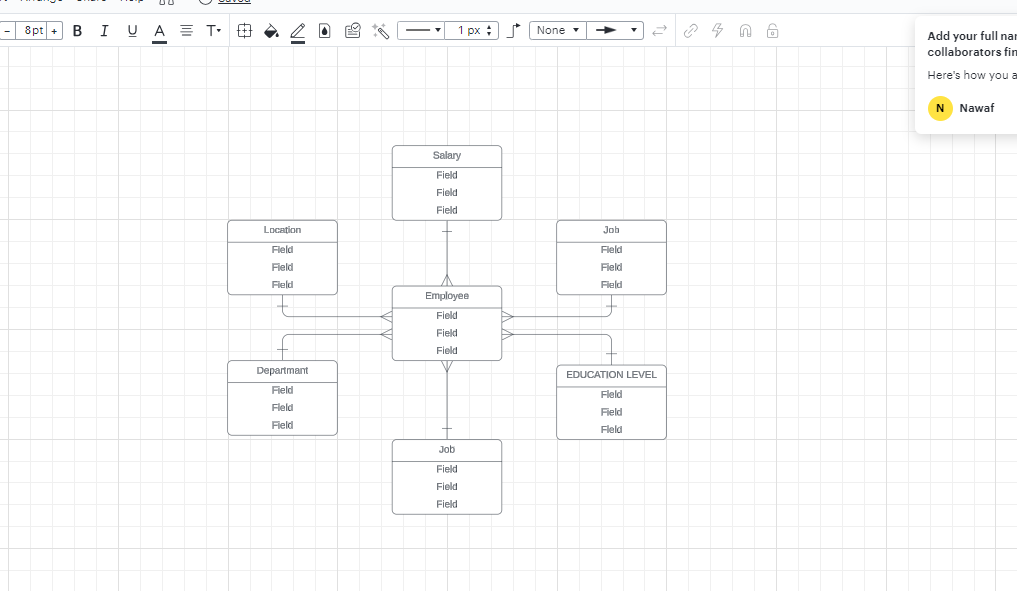 Saved
- 8pt + B I U A T 1 px None
Add your full nar
collaborators fin
Here's how you a
N Nawaf
Salary
Field
Field
Field
Location
Field
Field
Field
Job
Field
Field
Field
Employee
Field
Field
Field
Departmant
Field
Field
Field
EDUCATION LEVEL
Field
Field
Field
Job
Field
Field
Field